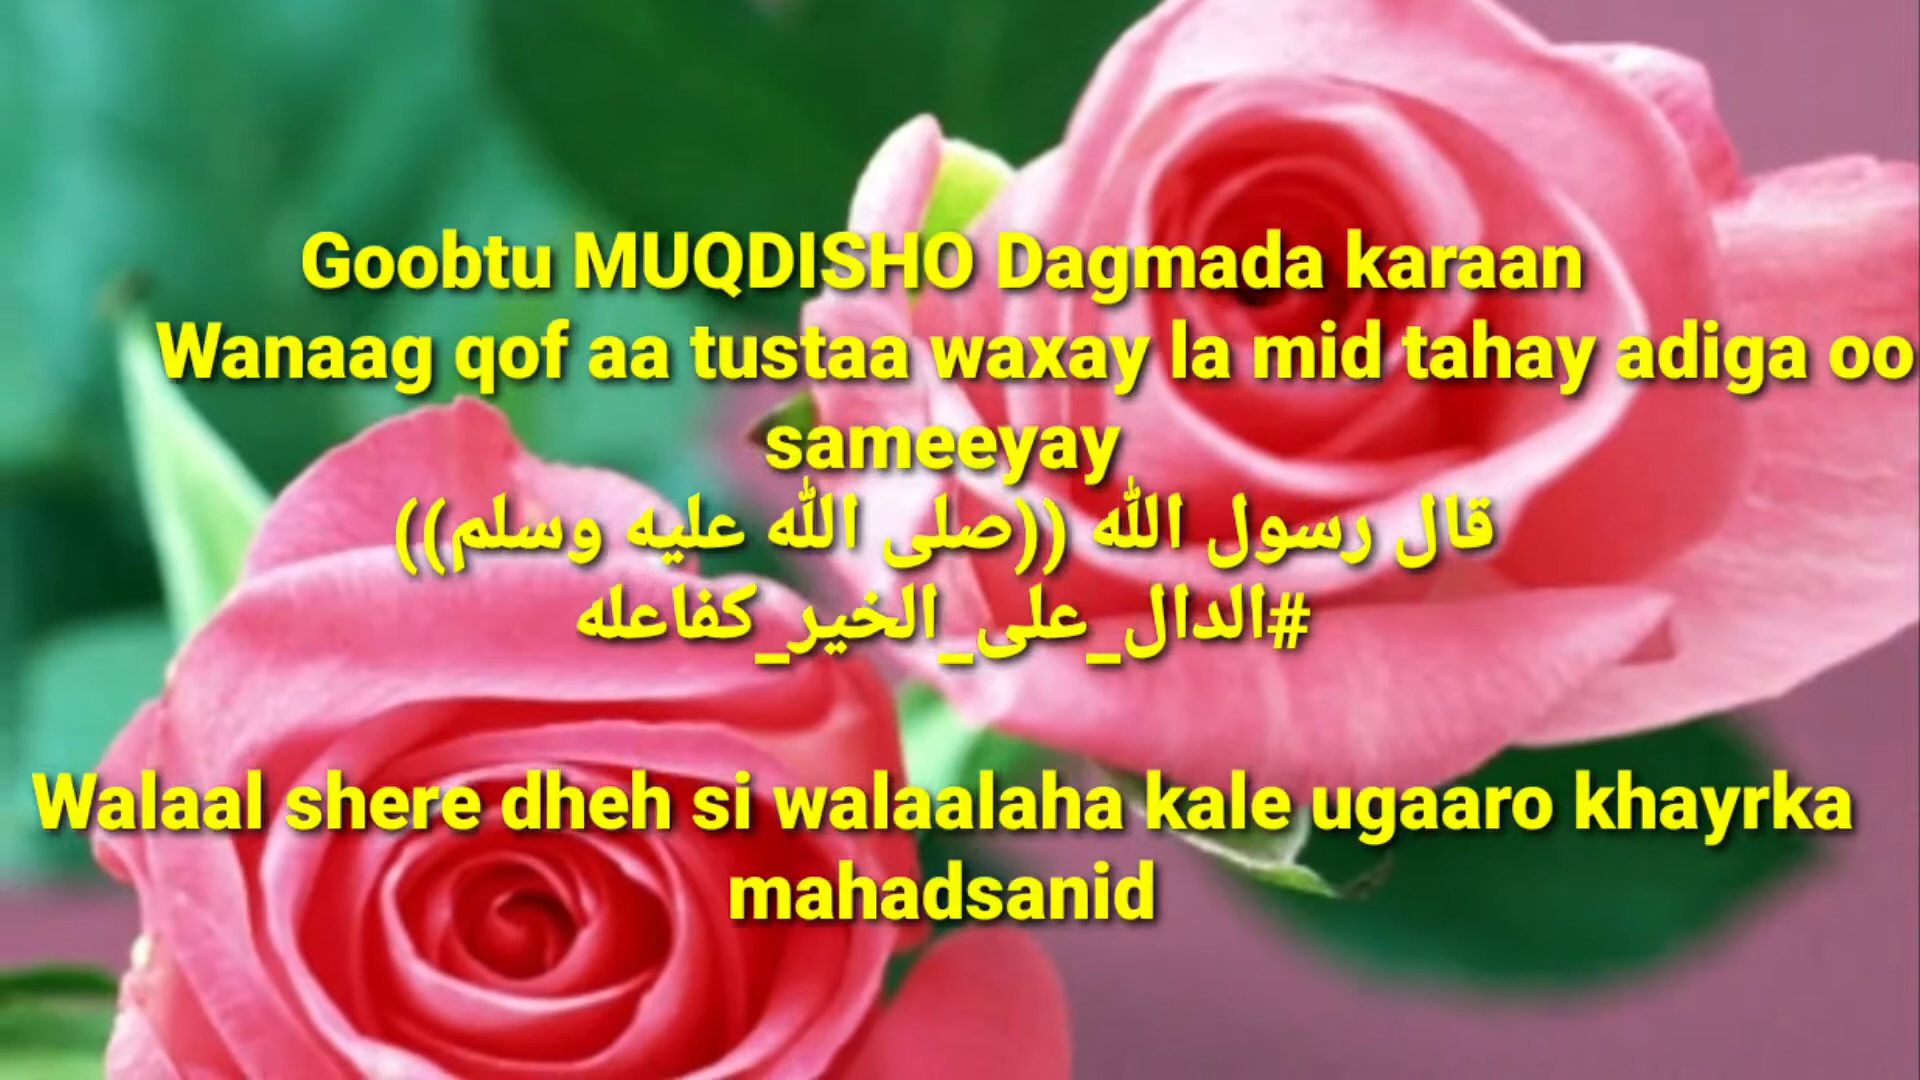 Goobtu MUQDISHO Dagmada karaan
Wanaag qof aa tustaa waxay la mid tahay adiga oo
sameeyay
قال رسول الله ((صلى الله عليه وسلم))
#الدال_على_الخير_كفاعله
Walaal shere dheh si walaalaha kale ugaaro khayrka
mahadsanid